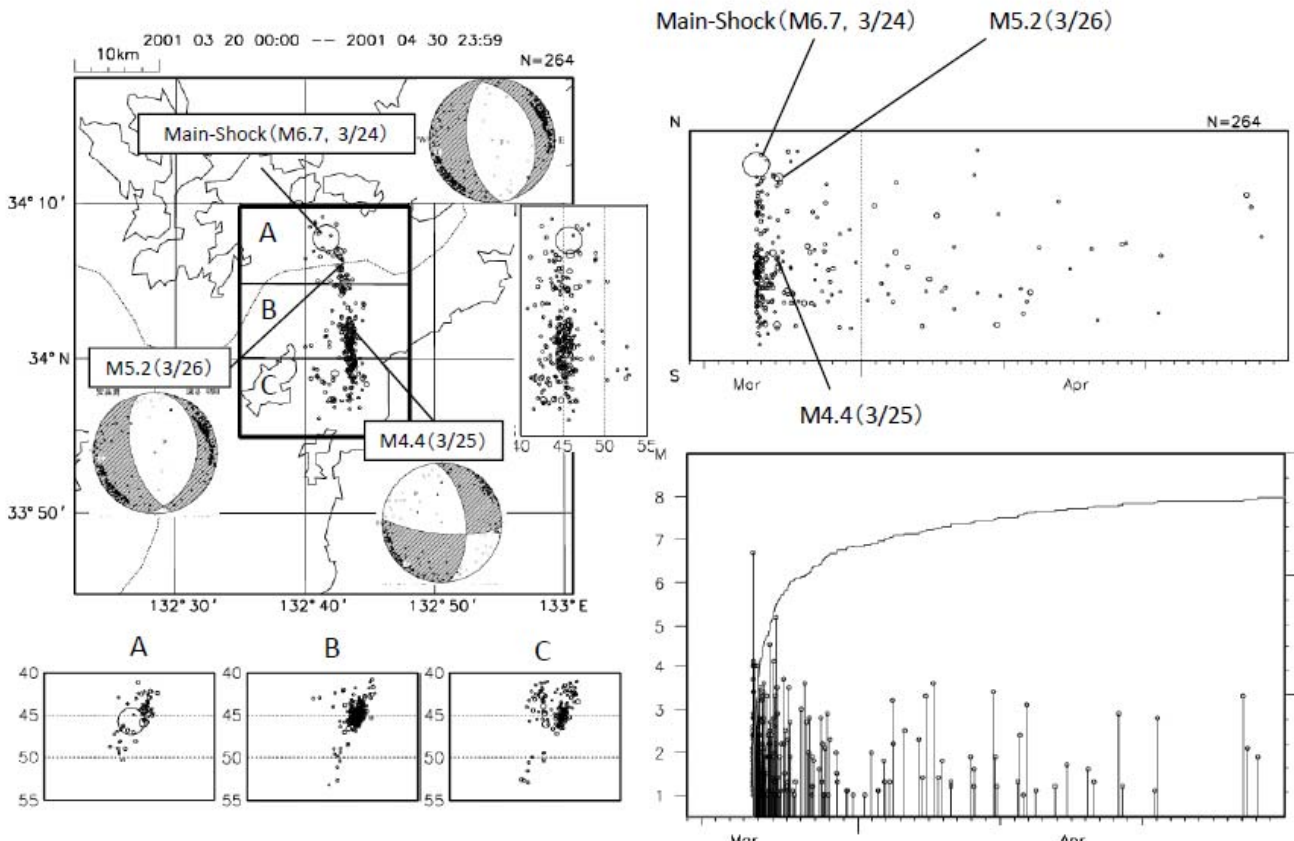 2001 03 20 00:00 -- 2001 04 30 23:59
10km
N=264
Main-Shock(M6.7, 3/24)
W
E
34°10'
A
B
34°N
C
M5.2(3/26)
M4.4(3/25)
40 45 50 55
33°50'
132°30' 132°40' 132°50' 133°E
A B C
40 40 40
45 45 45
50 50 50
55 55 55
Main-Shock(M6.7, 3/24) M5.2(3/26)
N N=264
S
Mar Apr
M4.4(3/25)
M
8
7
6
5
4
3
2
1
Mar Apr